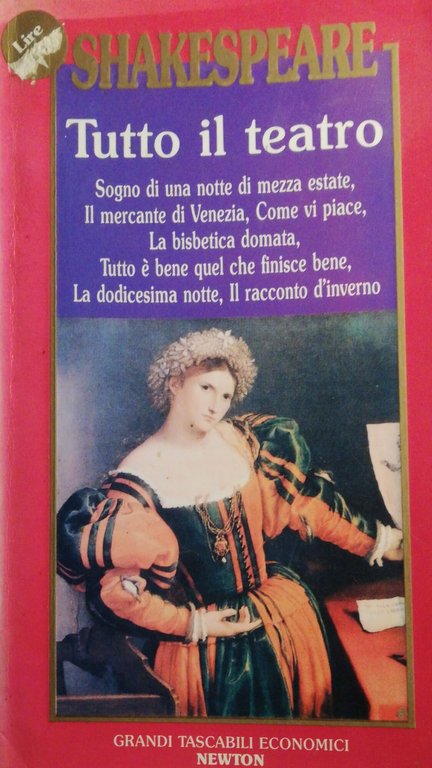 Lire
SHAKESPEARE
Tutto il teatro
Sogno di una notte di mezza estate,
Il mercante di Venezia, Come vi piace,
La bisbetica domata,
Tutto è bene quel che finisce bene,
La dodicesima notte, Il racconto d'inverno
GRANDI TASCABILI ECONOMICI
NEWTON